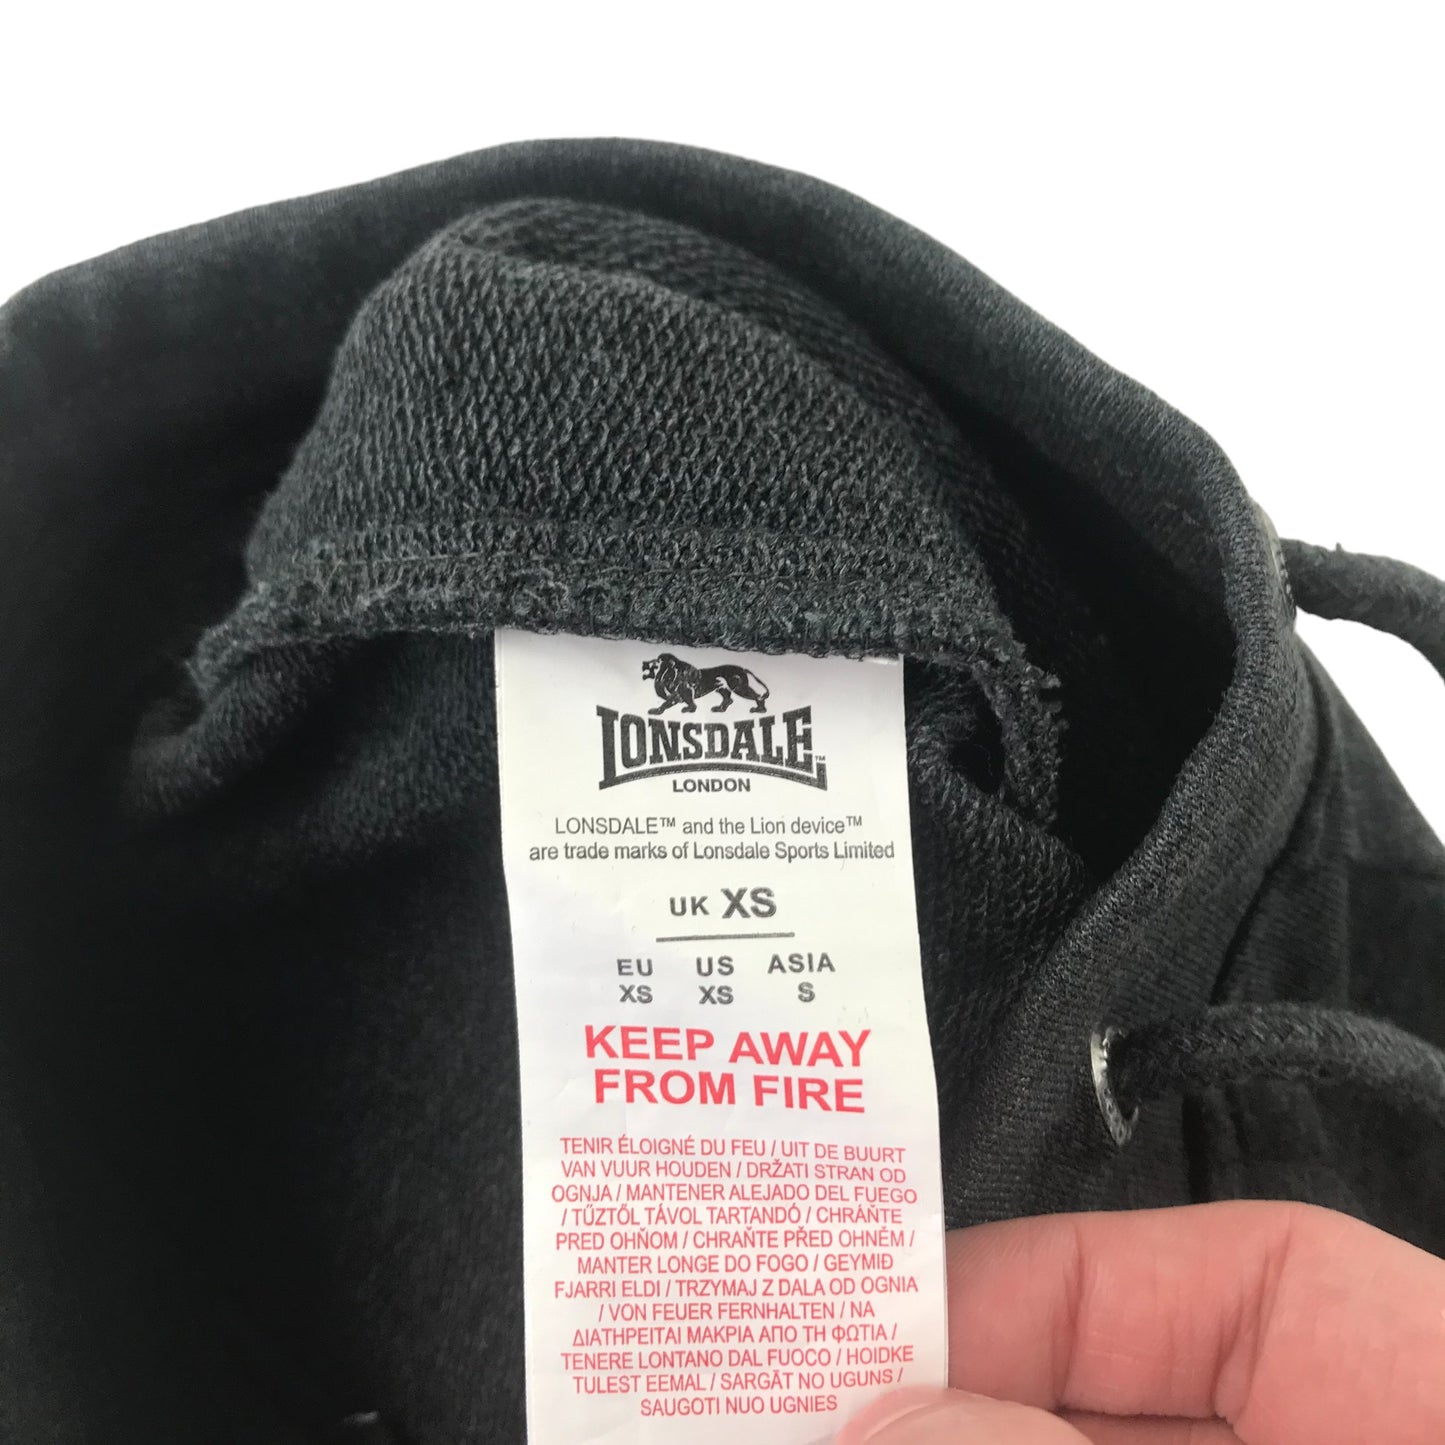 LONSDALE™
LONDON
LONSDALE™ and the Lion device™
are trade marks of Lonsdale Sports Limited
UK XS
EU US ASIA
XS XS S
KEEP AWAY
FROM FIRE
TENIR ÉLOIGNÉ DU FEU / UIT DE BUURT
VAN VUUR HOUDEN / DRŽATI STRAN OD
OGNJA / MANTENER ALEJADO DEL FUEGO
/ TŰZTŐL TÁVOL TARTANDÓ / CHRÁŇTE
PRED OHŇOM / CHRAŇTE PŘED OHNĚM /
MANTER LONGE DO FOGO / GEYMIÐ
FJARRI ELDI / TRZYMAJ Z DALA OD OGNIA
/ VON FEUER FERNHALTEN / ΝΑ
ΔΙΑΤΗΡΕΙΤΑΙ ΜΑΚΡΙΑ ΑΠΟ ΤΗ ΦΩΤΙΑ /
TENERE LONTANO DAL FUOCO / HOIDKE
TULEST EEMAL / SARGĀT NO UGUNS /
SAUGOTI NUO UGNIES